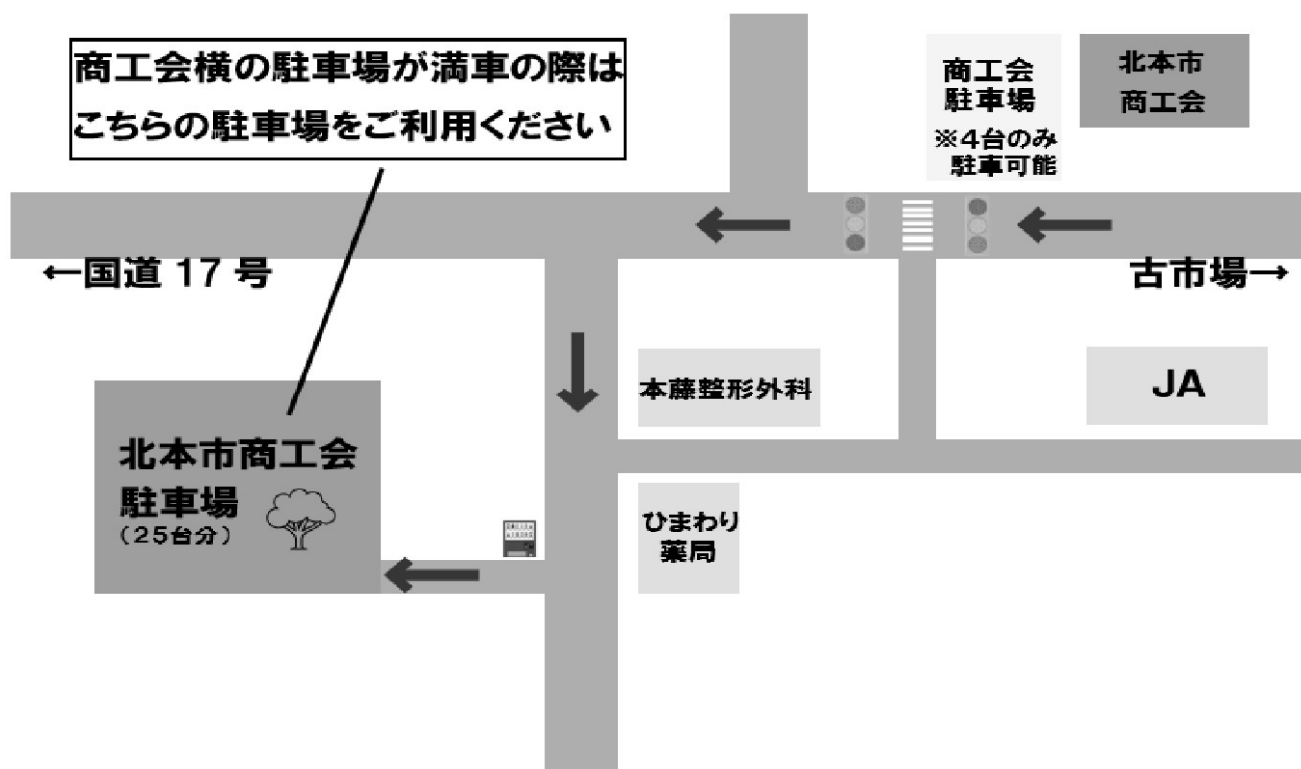 商工会横の駐車場が満車の際は
こちらの駐車場をご利用ください
商工会
駐車場
※4台のみ
駐車可能
北本市
商工会
←国道 17 号
古市場→
本藤整形外科
JA
北本市商工会
駐車場
（25台分）
ひまわり
薬局